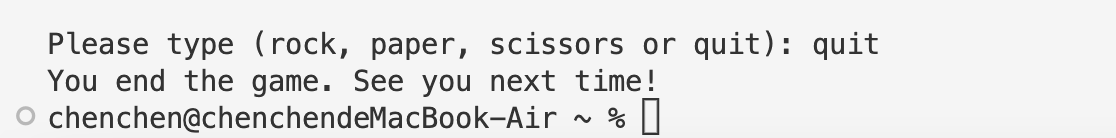 Please type (rock, paper, scissors or quit): quit
You end the game. See you next time!
chenchen@chenchendeMacBook-Air ~ %